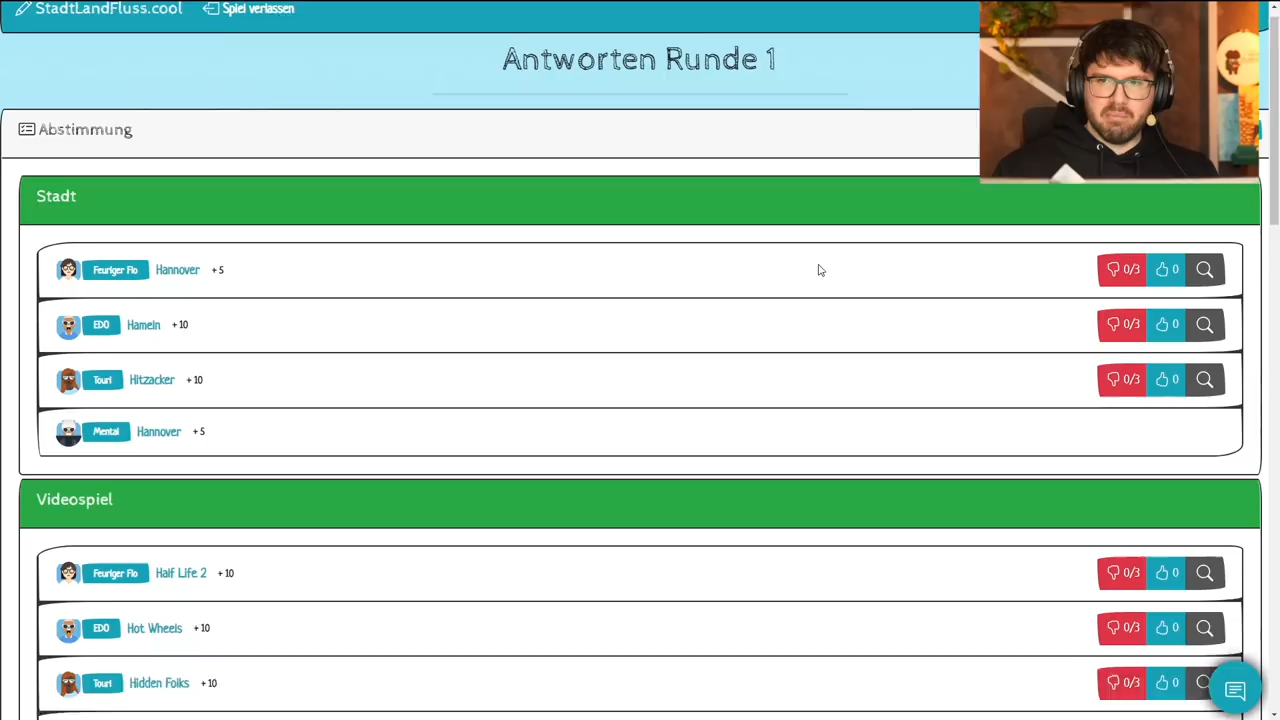 StadtLandFluss.cool Spiel verlassen
Antworten Runde 1
Abstimmung
Stadt
Feuriger Flo Hannover +5 0/3 0
EDO Hameln +10 0/3 0
Touri Hitzacker +10 0/3 0
Mental Hannover +5
Videospiel
Feuriger Flo Half Life 2 +10 0/3 0
EDO Hot Wheels +10 0/3 0
Touri Hidden Folks +10 0/3 0